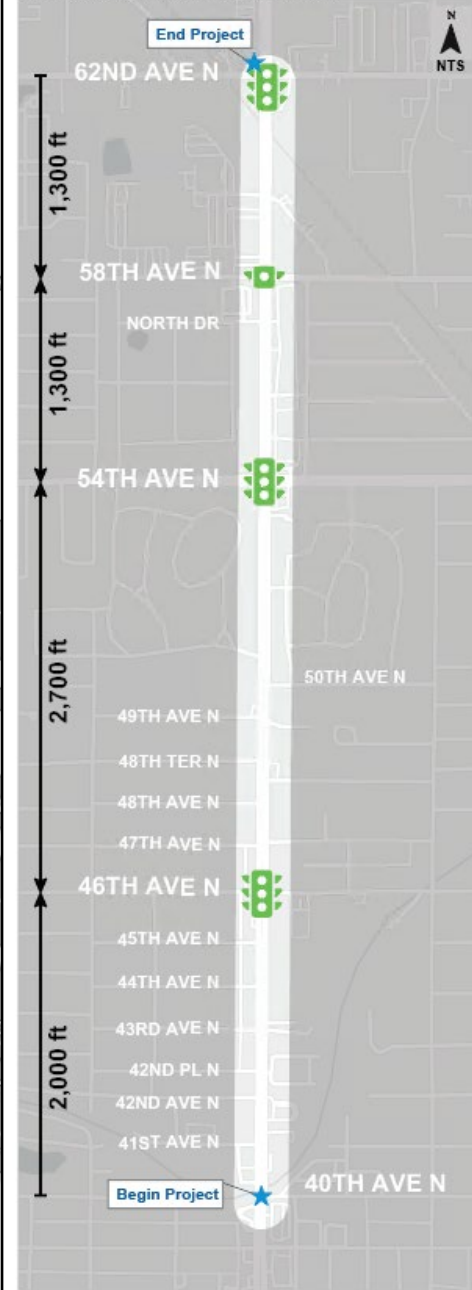 N
NTS
End Project
62ND AVE N
1,300 ft
58TH AVE N
NORTH DR
1,300 ft
54TH AVE N
2,700 ft
50TH AVE N
49TH AVE N
48TH TER N
48TH AVE N
47TH AVE N
46TH AVE N
45TH AVE N
44TH AVE N
43RD AVE N
2,000 ft
42ND PL N
42ND AVE N
41ST AVE N
Begin Project
40TH AVE N